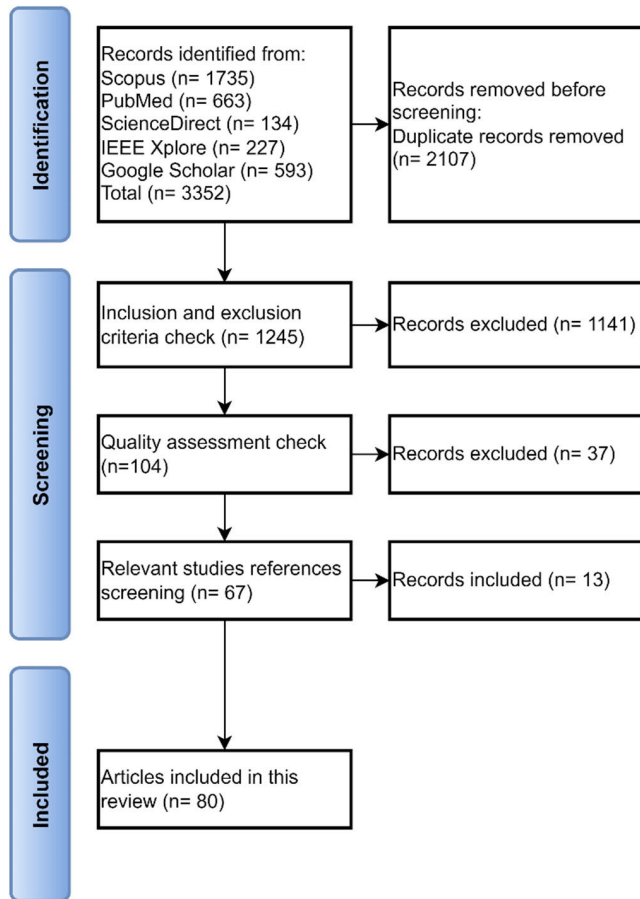 Identification
Records identified from:
Scopus (n= 1735)
PubMed (n= 663)
ScienceDirect (n= 134)
IEEE Xplore (n= 227)
Google Scholar (n= 593)
Total (n= 3352)
Records removed before
screening:
Duplicate records removed
(n= 2107)
Screening
Inclusion and exclusion
criteria check (n= 1245)
Records excluded (n= 1141)
Quality assessment check
(n=104)
Records excluded (n= 37)
Relevant studies references
screening (n= 67)
Records included (n= 13)
Included
Articles included in this
review (n= 80)